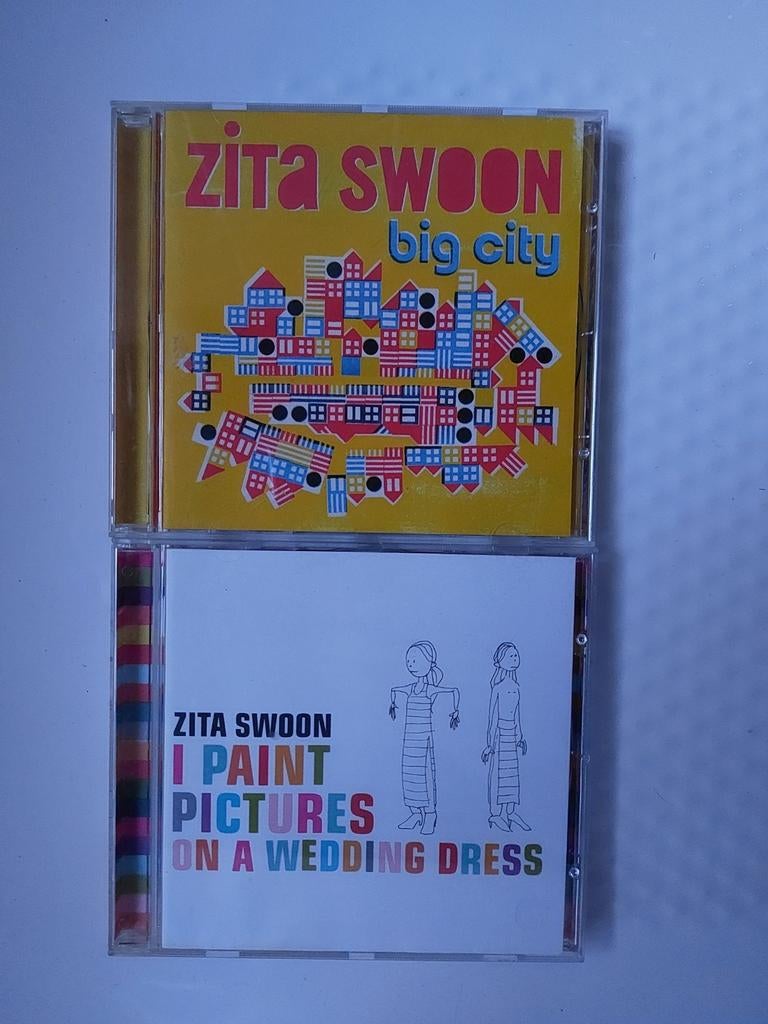 ZiTa SWOON
big city
ZITA SWOON
I PAINT
PICTURES
ON A WEDDING DRESS